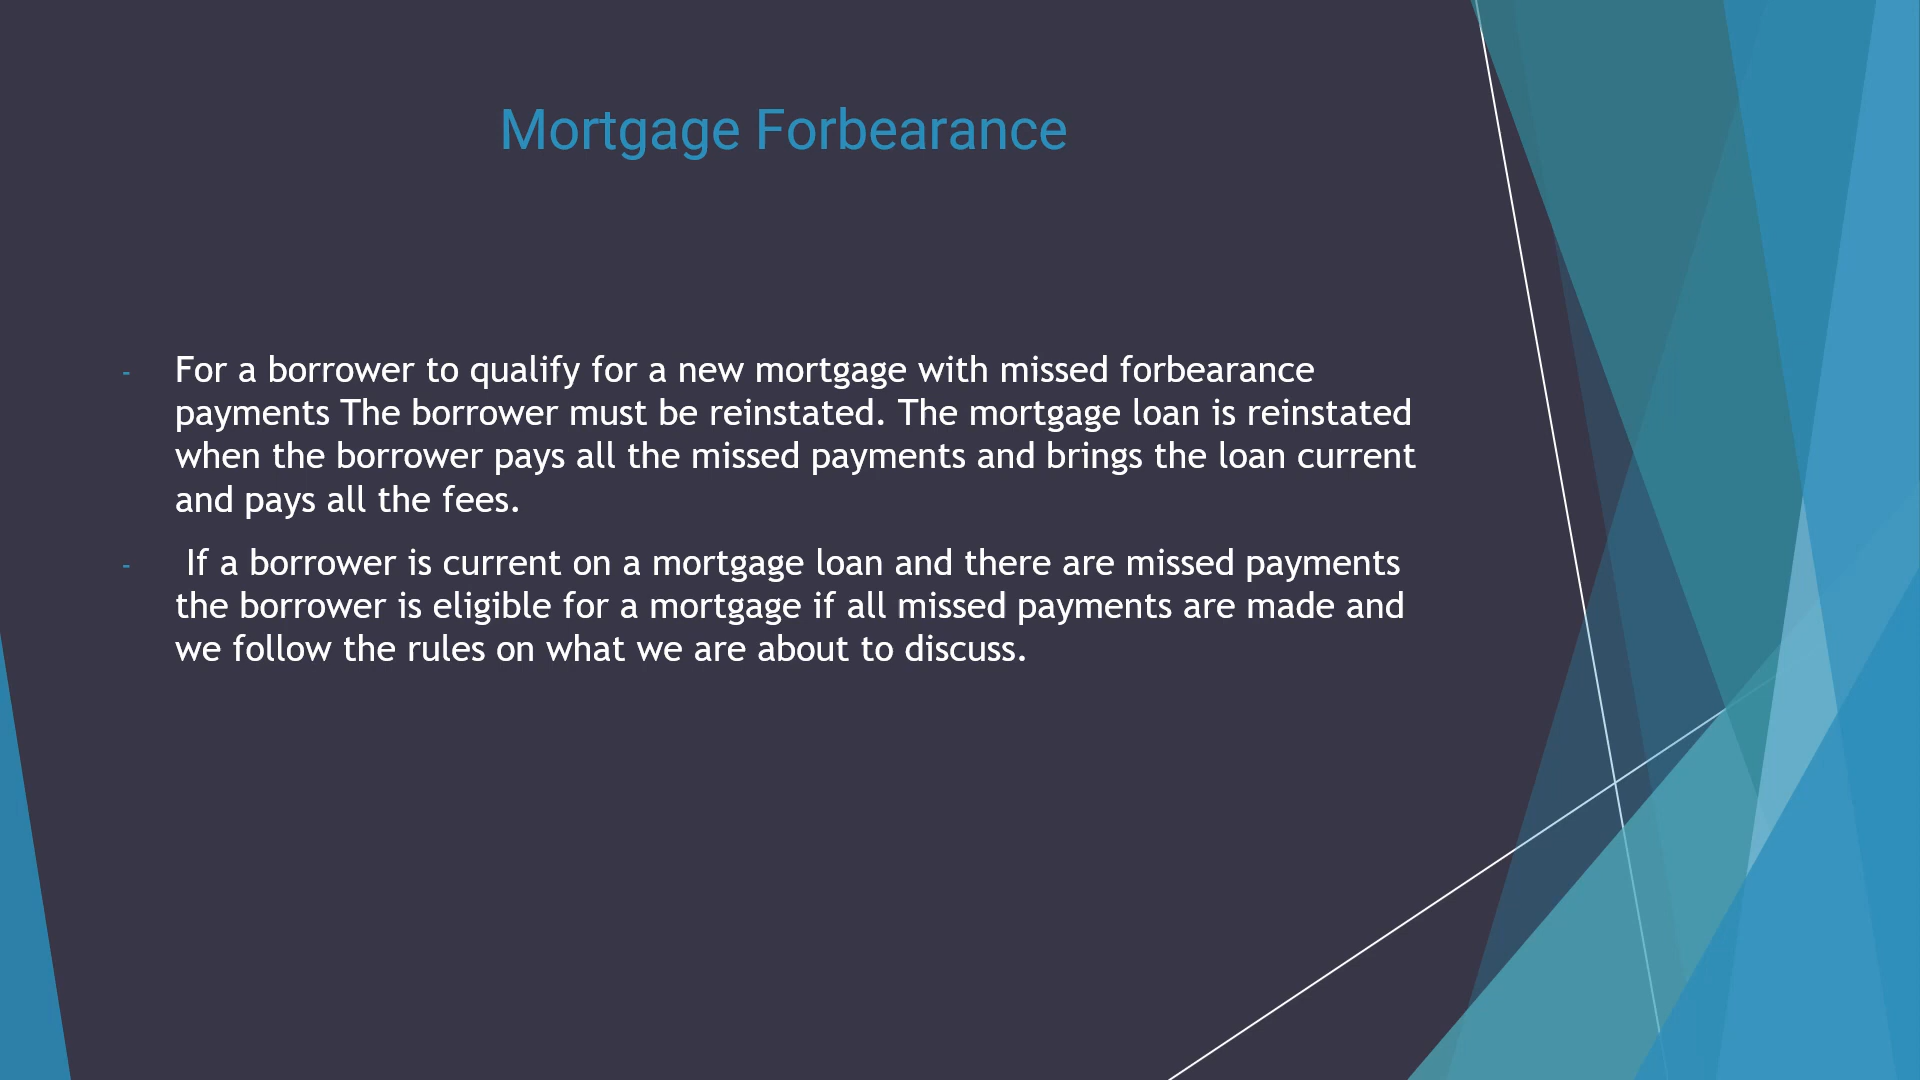 Mortgage Forbearance
- For a borrower to qualify for a new mortgage with missed forbearance
payments The borrower must be reinstated. The mortgage loan is reinstated
when the borrower pays all the missed payments and brings the loan current
and pays all the fees.
- If a borrower is current on a mortgage loan and there are missed payments
the borrower is eligible for a mortgage if all missed payments are made and
we follow the rules on what we are about to discuss.